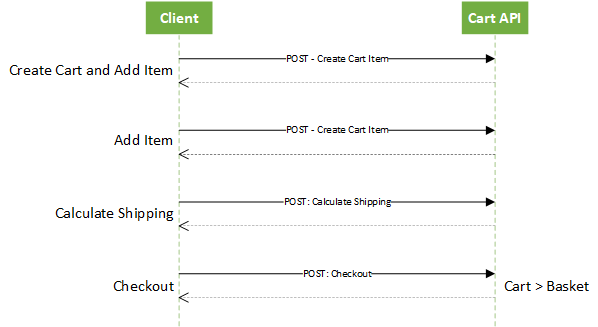 Client
Cart API
POST - Create Cart Item
Create Cart and Add Item
POST - Create Cart Item
Add Item
POST: Calculate Shipping
Calculate Shipping
POST: Checkout
Checkout
Cart > Basket